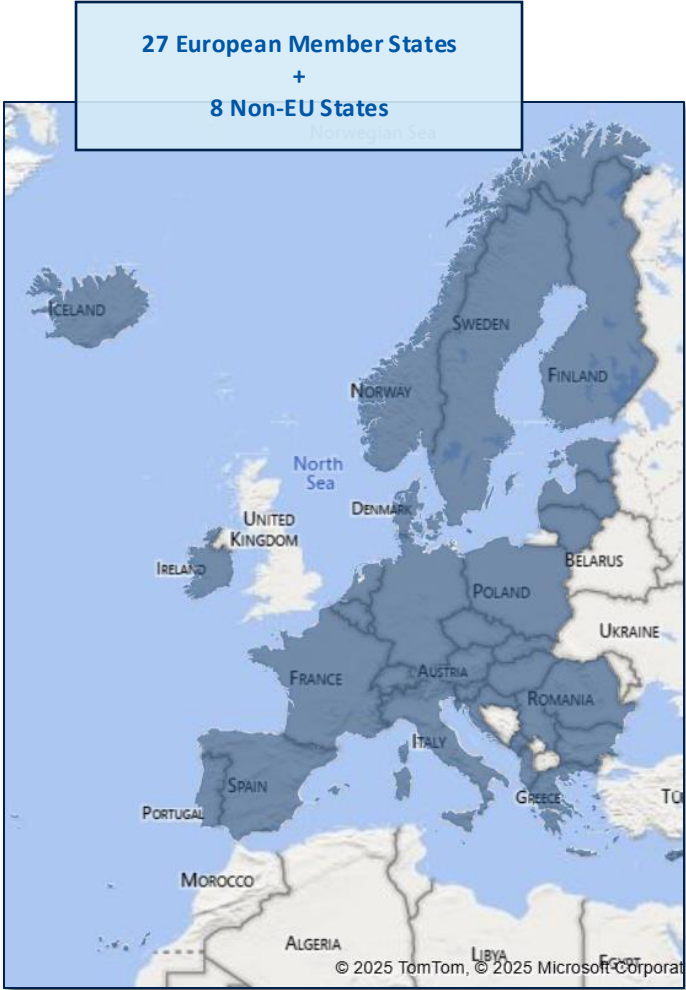 27 European Member States
+
8 Non-EU States
Norwegian Sea
ICELAND
SWEDEN
FINLAND
NORWAY
North
Sea
DENMARK
UNITED
KINGDOM
IRELAND
BELARUS
POLAND
UKRAINE
FRANCE
AUSTRIA
ROMANIA
ITALY
SPAIN
GREECE
TÜ
PORTUGAL
MOROCCO
ALGERIA
LIBYA
EGYPT
© 2025 TomTom, © 2025 Microsoft Corporat